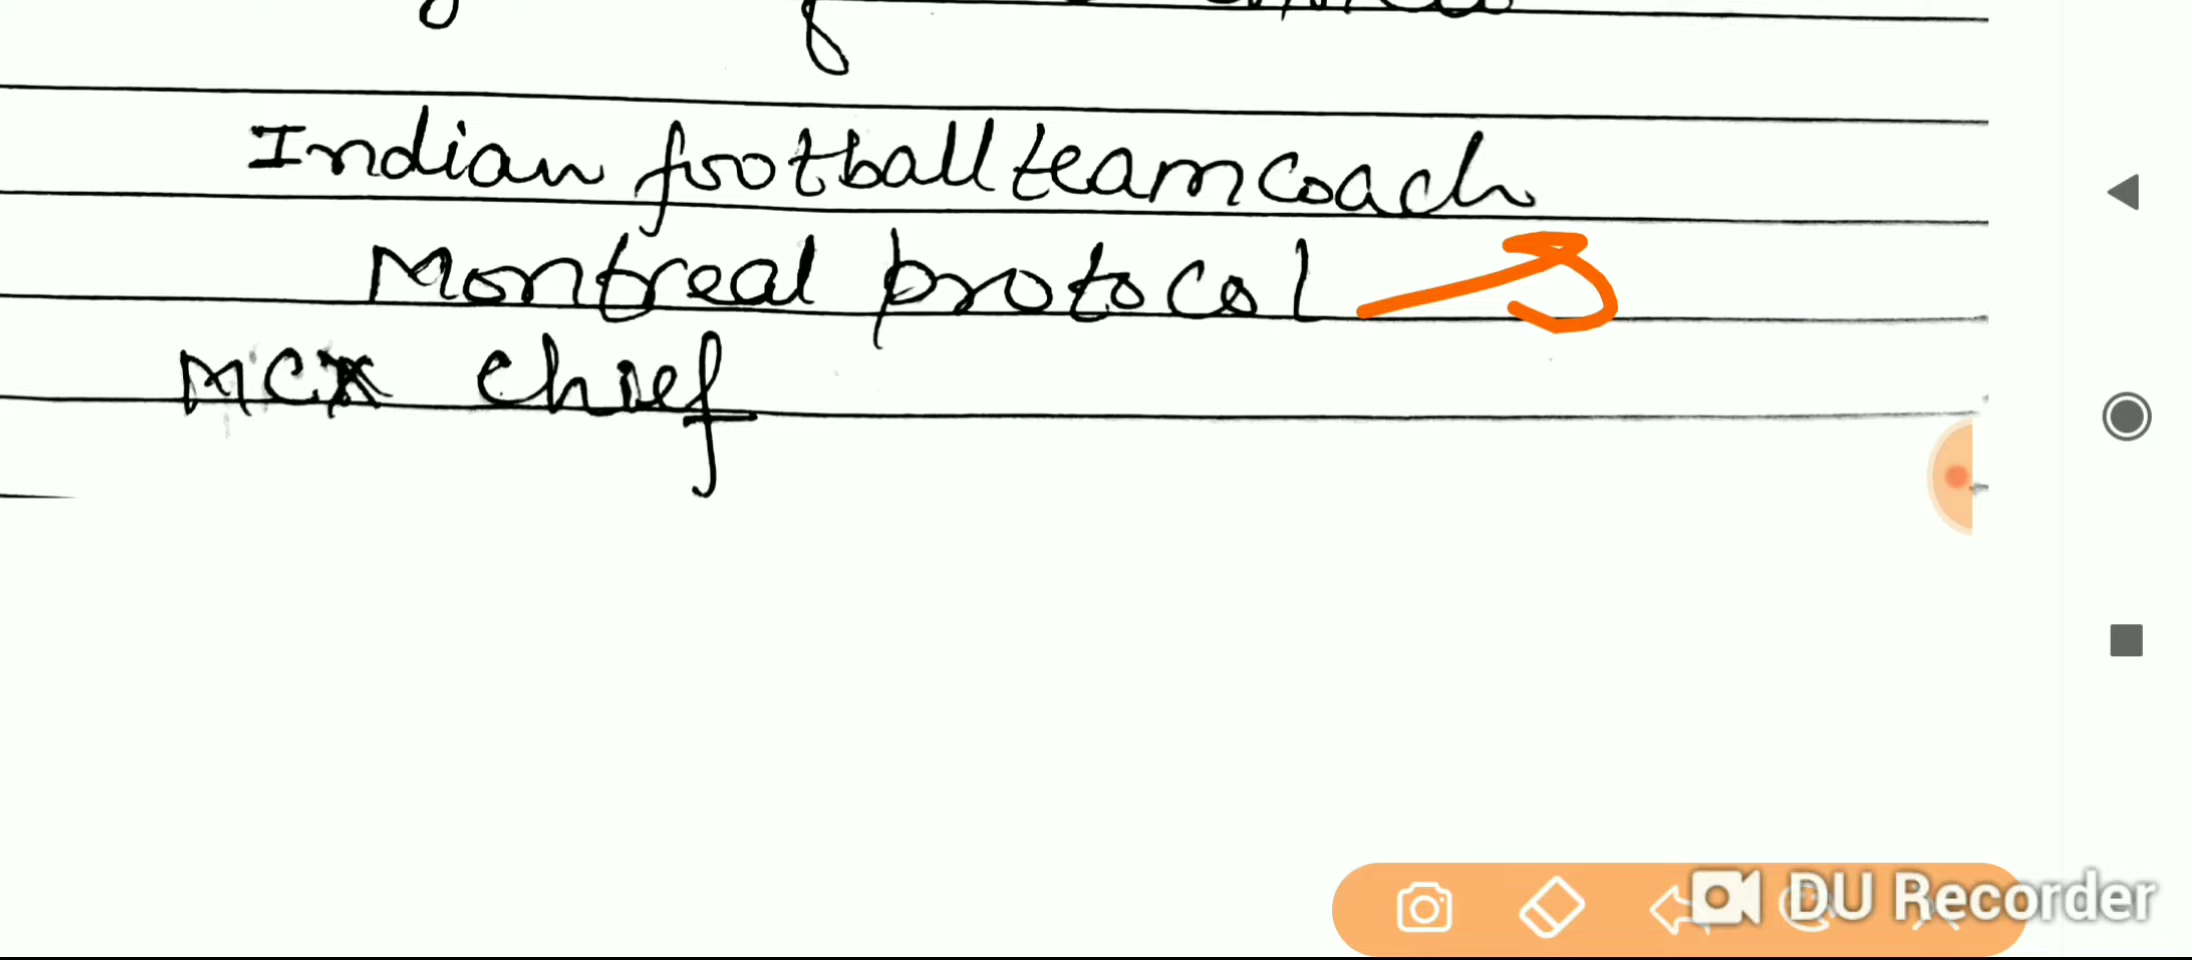 Indian football team coach
Montreal protocol
MCX chief
DU Recorder